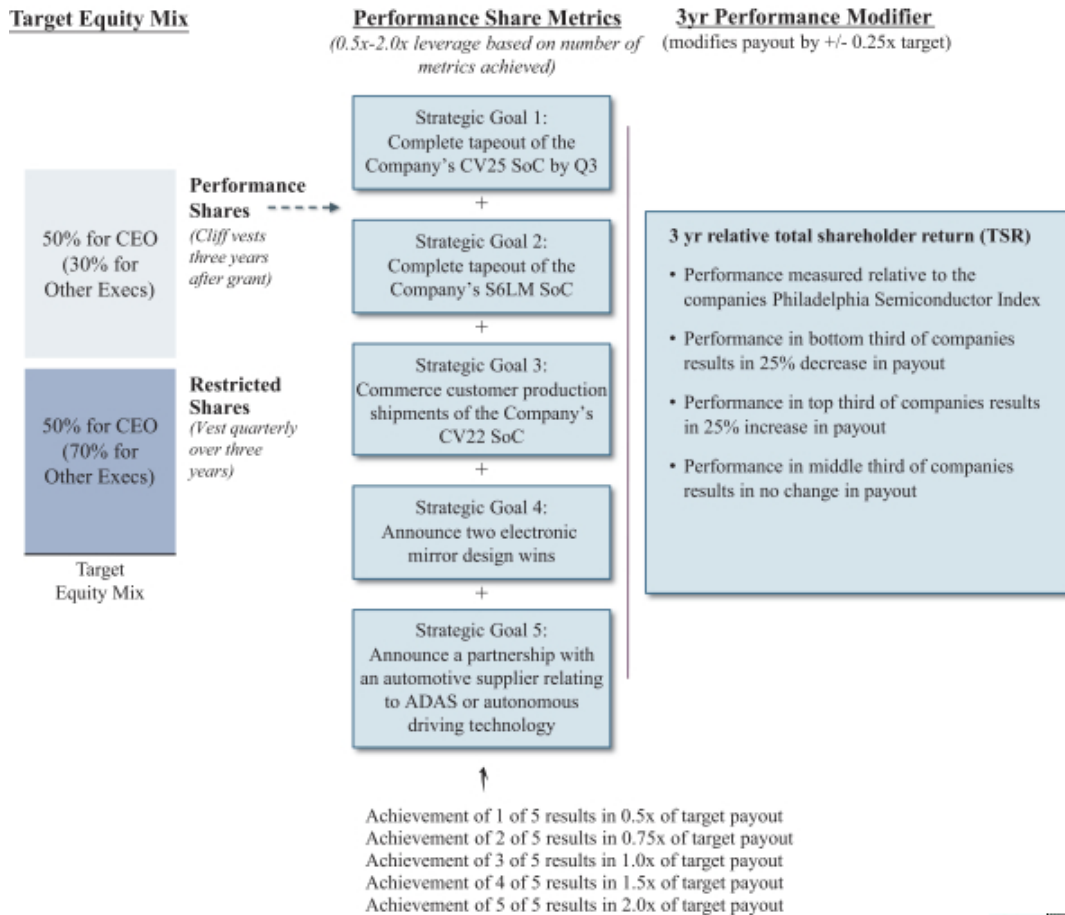 Target Equity Mix
Performance Share Metrics
(0.5x-2.0x leverage based on number of
metrics achieved)
3yr Performance Modifier
(modifies payout by +/- 0.25x target)
50% for CEO
(30% for
Other Execs)
50% for CEO
(70% for
Other Execs)
Target
Equity Mix
Performance
Shares
(Cliff vests
three years
after grant)
Restricted
Shares
(Vest quarterly
over three
years)
Strategic Goal 1:
Complete tapeout of the
Company’s CV25 SoC by Q3
+
Strategic Goal 2:
Complete tapeout of the
Company’s S6LM SoC
+
Strategic Goal 3:
Commerce customer production
shipments of the Company’s
CV22 SoC
+
Strategic Goal 4:
Announce two electronic
mirror design wins
+
Strategic Goal 5:
Announce a partnership with
an automotive supplier relating
to ADAS or autonomous
driving technology
Achievement of 1 of 5 results in 0.5x of target payout
Achievement of 2 of 5 results in 0.75x of target payout
Achievement of 3 of 5 results in 1.0x of target payout
Achievement of 4 of 5 results in 1.5x of target payout
Achievement of 5 of 5 results in 2.0x of target payout
3 yr relative total shareholder return (TSR)
• Performance measured relative to the
companies Philadelphia Semiconductor Index
• Performance in bottom third of companies
results in 25% decrease in payout
• Performance in top third of companies results
in 25% increase in payout
• Performance in middle third of companies
results in no change in payout